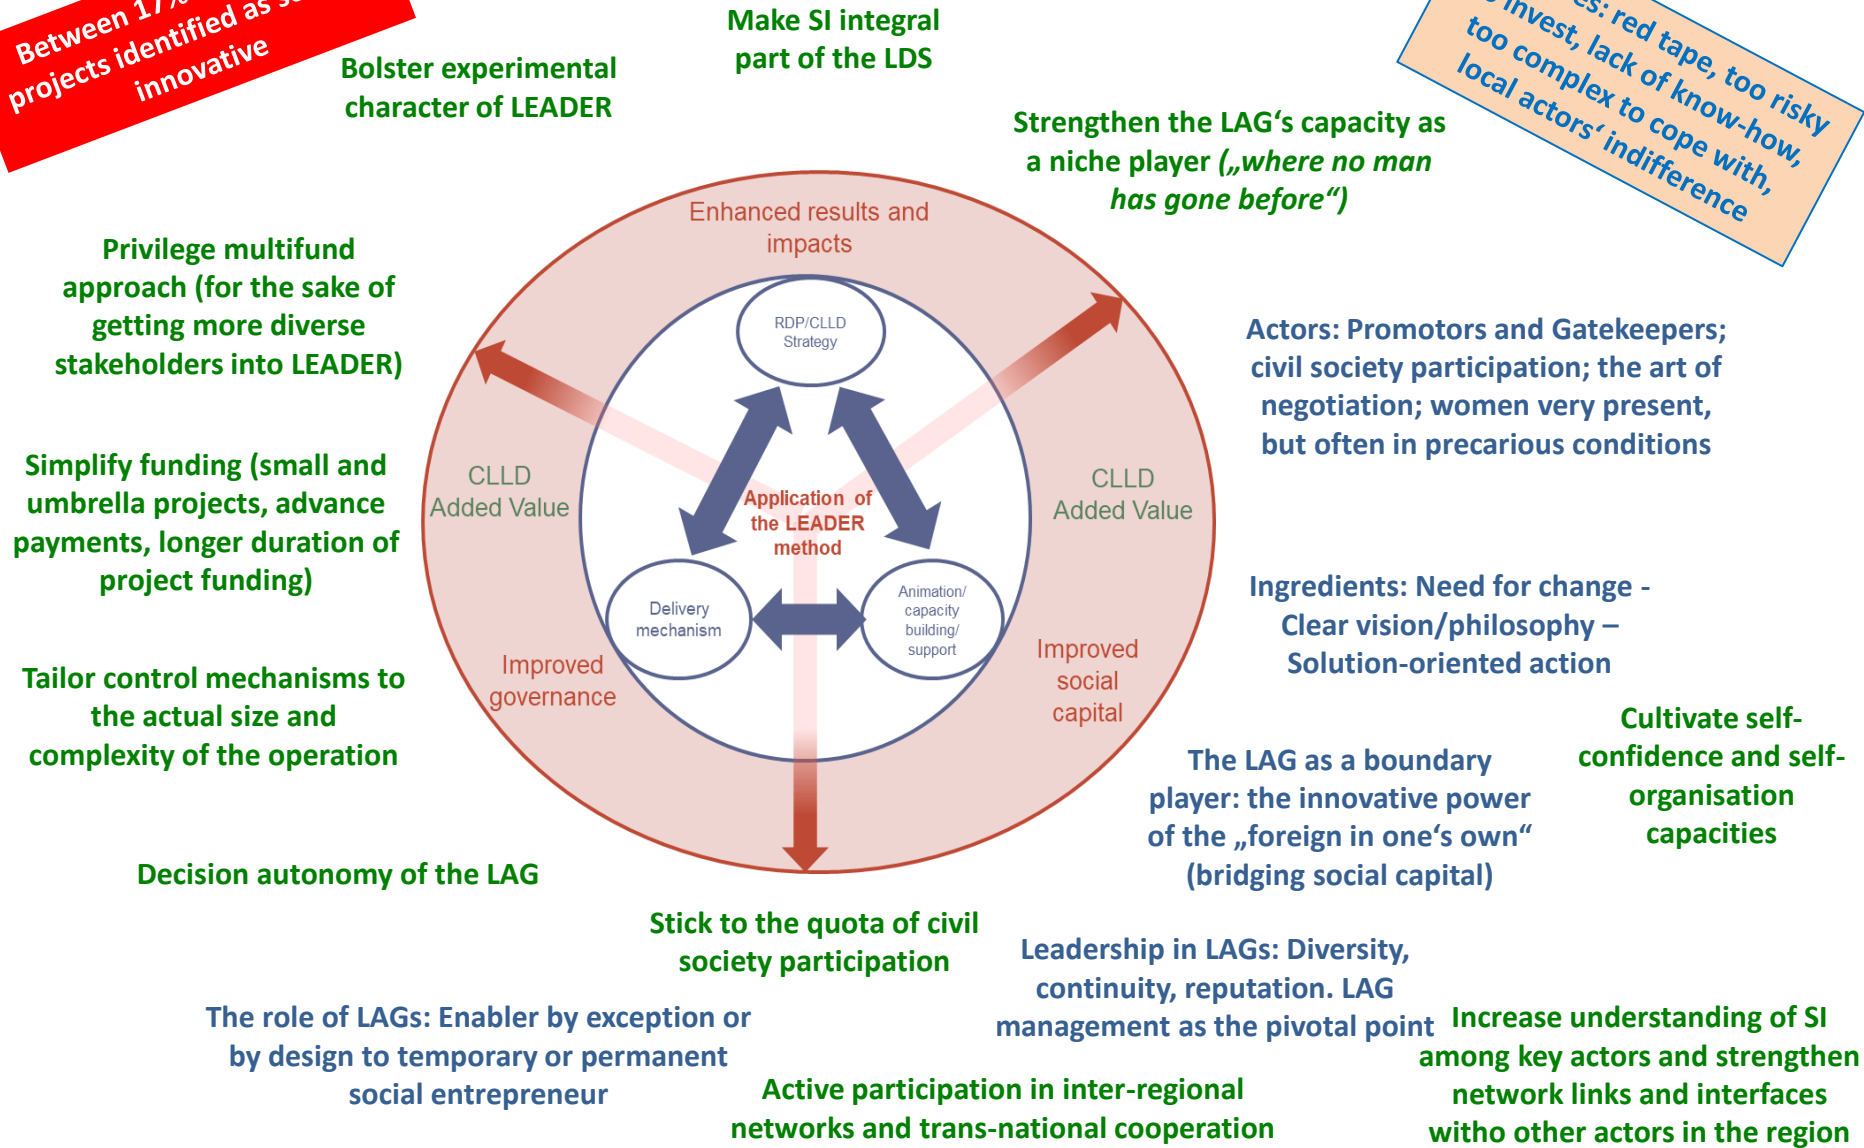 Between 17%
projects identified as
innovative
Make SI integral
part of the LDS
Bolster experimental
character of LEADER
red tape, too risky
invest, lack of know-how,
too complex to cope with,
local actors‘ indifference
Strengthen the LAG‘s capacity as
a niche player („where no man
has gone before“)
Privilege multifund
approach (for the sake of
getting more diverse
stakeholders into LEADER)
Simplify funding (small and
umbrella projects, advance
payments, longer duration of
project funding)
Tailor control mechanisms to
the actual size and
complexity of the operation
Decision autonomy of the LAG
Enhanced results and
impacts
RDP/CLLD
Strategy
CLLD
Added Value
Application of
the LEADER
method
CLLD
Added Value
Delivery
mechanism
Animation/
capacity
building/
support
Improved
governance
Improved
social
capital
Actors: Promotors and Gatekeepers;
civil society participation; the art of
negotiation; women very present,
but often in precarious conditions
Ingredients: Need for change -
Clear vision/philosophy –
Solution-oriented action
Cultivate self-
confidence and self-
organisation
capacities
The LAG as a boundary
player: the innovative power
of the „foreign in one‘s own“
(bridging social capital)
Stick to the quota of civil
society participation
Leadership in LAGs: Diversity,
continuity, reputation. LAG
management as the pivotal point
The role of LAGs: Enabler by exception or
by design to temporary or permanent
social entrepreneur
Increase understanding of SI
among key actors and strengthen
network links and interfaces
witho other actors in the region
Active participation in inter-regional
networks and trans-national cooperation